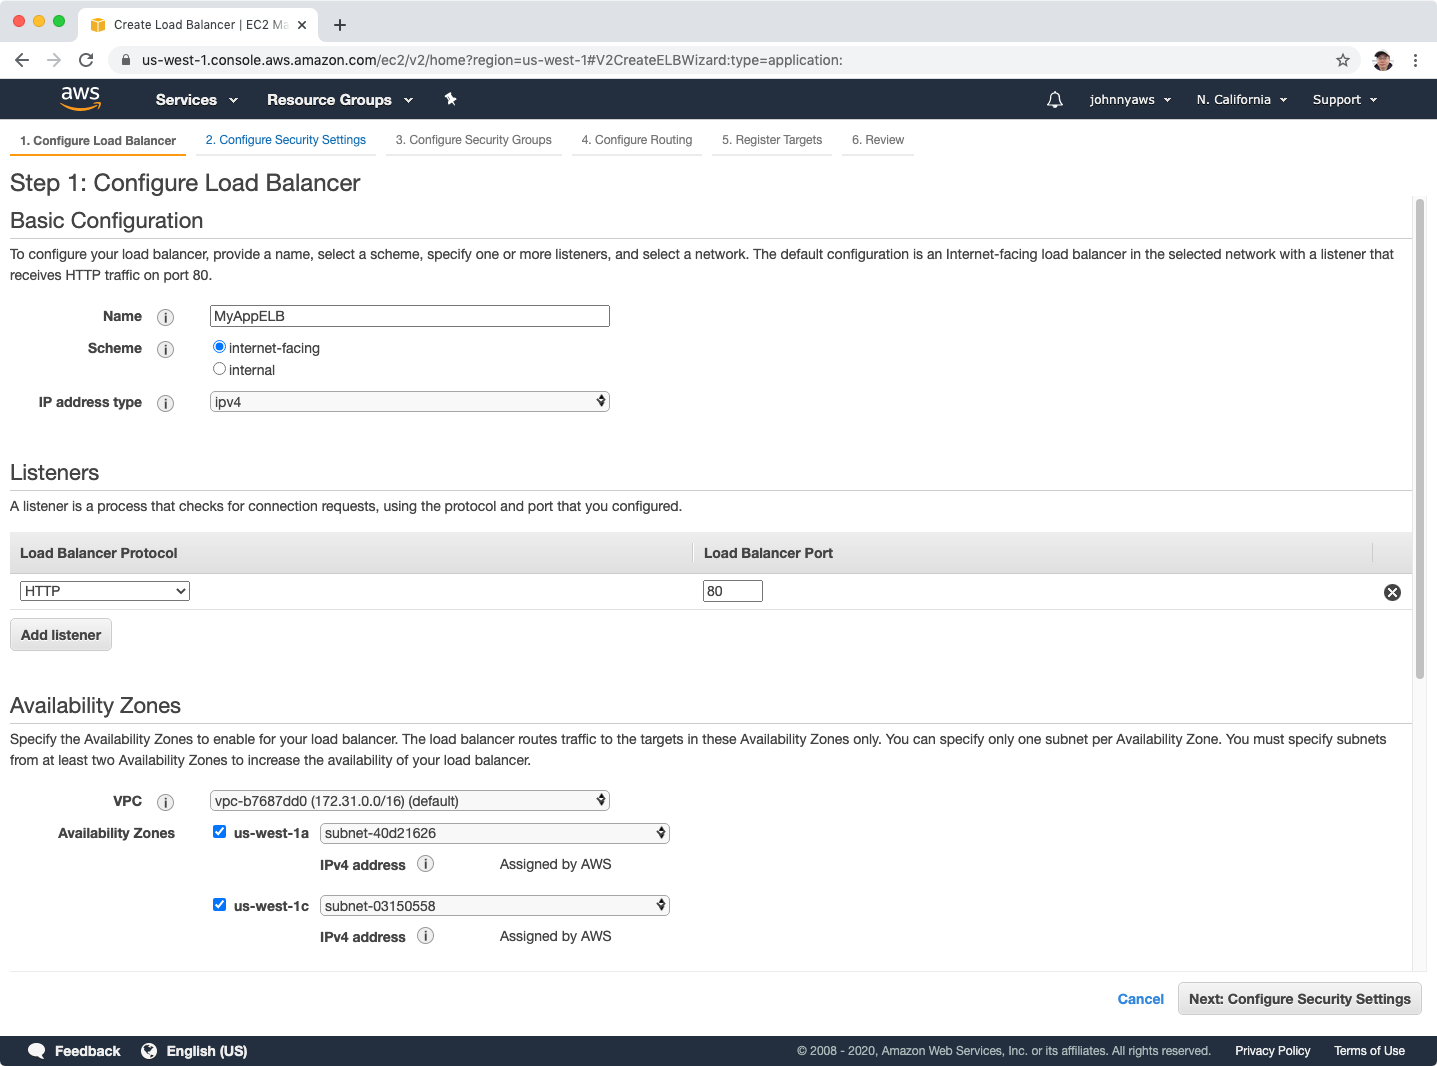 Create Load Balancer | EC2 Ma
us-west-1.console.aws.amazon.com/ec2/v2/home?region=us-west-1#V2CreateELBWizard:type=application:
aws Services Resource Groups johnnyaws N. California Support
1. Configure Load Balancer 2. Configure Security Settings 3. Configure Security Groups 4. Configure Routing 5. Register Targets 6. Review
Step 1: Configure Load Balancer
Basic Configuration
To configure your load balancer, provide a name, select a scheme, specify one or more listeners, and select a network. The default configuration is an Internet-facing load balancer in the selected network with a listener that
receives HTTP traffic on port 80.
Name i MyAppELB
Scheme i internet-facing
internal
IP address type i ipv4
Listeners
A listener is a process that checks for connection requests, using the protocol and port that you configured.
Load Balancer Protocol Load Balancer Port
HTTP 80
Add listener
Availability Zones
Specify the Availability Zones to enable for your load balancer. The load balancer routes traffic to the targets in these Availability Zones only. You can specify only one subnet per Availability Zone. You must specify subnets
from at least two Availability Zones to increase the availability of your load balancer.
VPC i vpc-b7687dd0 (172.31.0.0/16) (default)
Availability Zones us-west-1a subnet-40d21626
IPv4 address i Assigned by AWS
us-west-1c subnet-03150558
IPv4 address i Assigned by AWS
Cancel Next: Configure Security Settings
Feedback English (US) © 2008 - 2020, Amazon Web Services, Inc. or its affiliates. All rights reserved. Privacy Policy Terms of Use